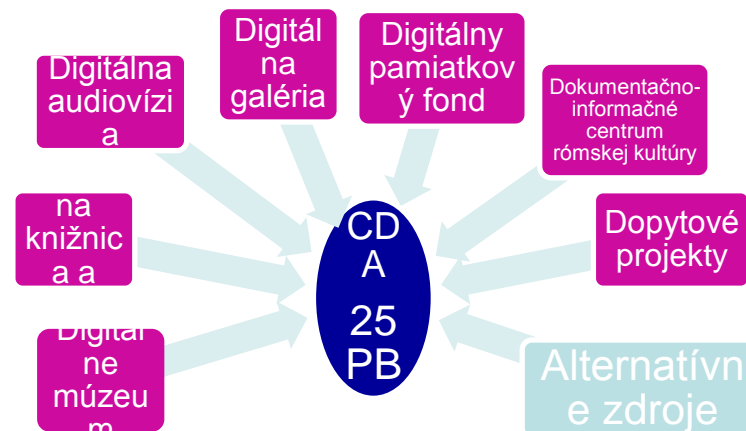 Digitál
na
galéria
Digitálny
pamiatkov
ý fond
Digitálna
audiovízi
a
Dokumentačno-
informačné
centrum
rómskej kultúry
na
knižnic
a a
CD
A
25
PB
Dopytové
projekty
Digitál
ne
múzeu
m
Alternatívn
e zdroje